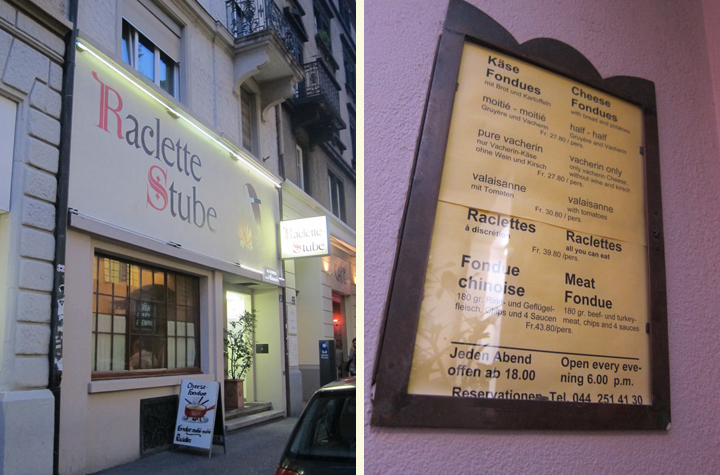 Raclette
Stube
Raclette
Stube
Cheese
Fondue
Käse
Fondues
mit Brot und Kartoffeln
Cheese
Fondues
with bread and potatoes
moitié - moitié
Gruyère und Vacherin
half - half
Gruyère and Vacherin
Fr. 27.80 / pers.
pure vacherin
nur Vacherin-Käse
ohne Wein und Kirsch
vacherin only
only vacherin Cheese,
without wine and kirsch
Fr. 27.80 / pers.
valaisanne
mit Tomaten
valaisanne
with tomatoes
Fr. 30.80 / pers.
Raclettes
à discrétion
Raclettes
all you can eat
Fr. 39.80 /pers.
Fondue
chinoise
180 gr. Rind- und Geflügel-
fleisch, Chips und 4 Saucen
Meat
Fondue
180 gr. beef- und turkey-
meat, chips and 4 sauces
Fr.43.80/pers.
Jeden Abend
offen ab 18.00
Open every eve-
ning 6.00 p.m.
Reservationen Tel. 044 251 41 30